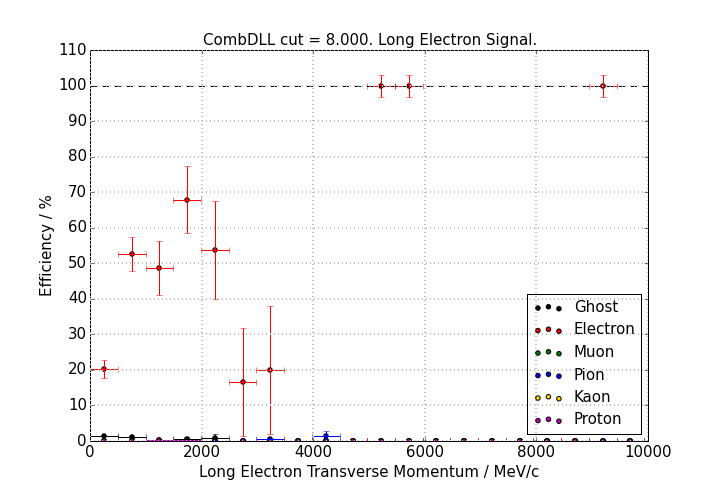 CombDLL cut = 8.000. Long Electron Signal.
Efficiency / %
110
100
90
80
70
60
50
40
30
20
10
0
0 2000 4000 6000 8000 10000
Long Electron Transverse Momentum / MeV/c
Ghost
Electron
Muon
Pion
Kaon
Proton